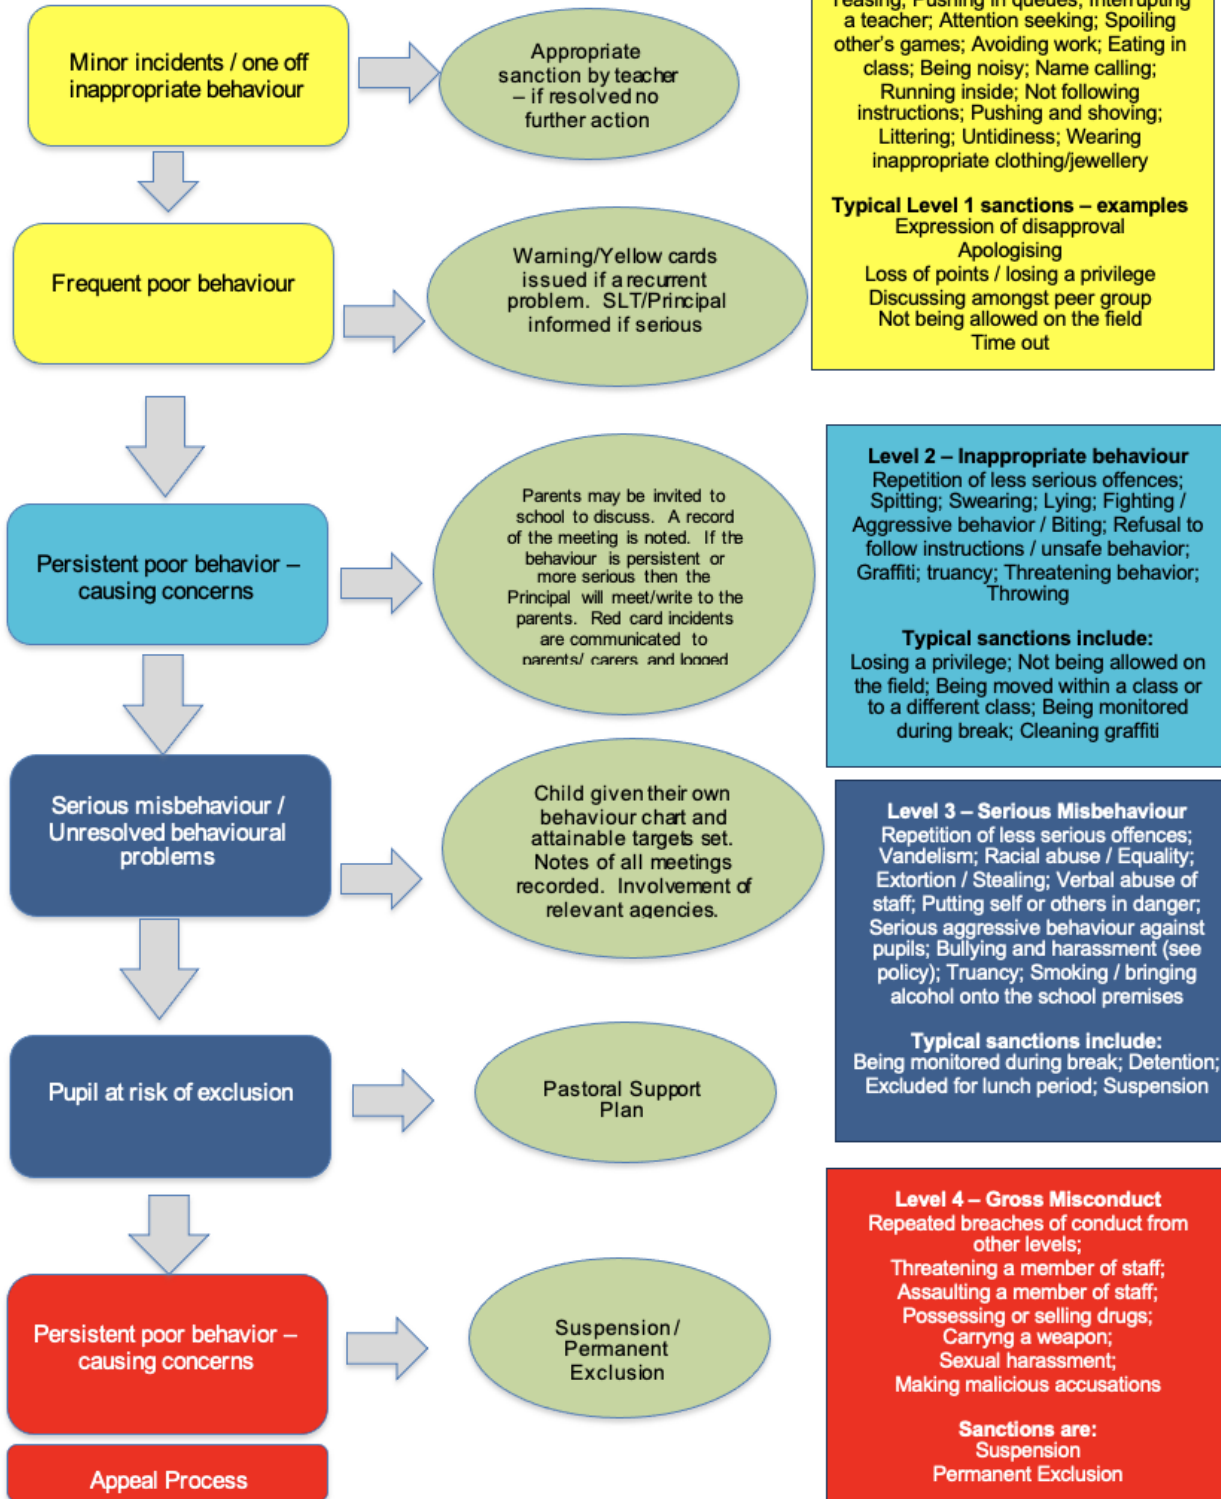 Minor incidents / one off
inappropriate behaviour
Appropriate
sanction by teacher
– if resolved no
further action
Frequent poor behaviour
Warning/Yellow cards
issued if a recurrent
problem. SLT/Principal
informed if serious
Persistent poor behavior –
causing concerns
Parents may be invited to
school to discuss. A record
of the meeting is noted. If the
behaviour is persistent or
more serious then the
Principal will meet/write to the
parents. Red card incidents
are communicated to
parents/ carers and logged
Serious misbehaviour /
Unresolved behavioural
problems
Child given their own
behaviour chart and
attainable targets set.
Notes of all meetings
recorded. Involvement of
relevant agencies.
Pupil at risk of exclusion
Pastoral Support
Plan
Persistent poor behavior –
causing concerns
Suspension /
Permanent
Exclusion
Appeal Process
Teasing; Pushing in queues; Interrupting
a teacher; Attention seeking; Spoiling
other's games; Avoiding work; Eating in
class; Being noisy; Name calling;
Running inside; Not following
instructions; Pushing and shoving;
Littering; Untidiness; Wearing
inappropriate clothing/jewellery
Typical Level 1 sanctions – examples
Expression of disapproval
Apologising
Loss of points / losing a privilege
Discussing amongst peer group
Not being allowed on the field
Time out
Level 2 – Inappropriate behaviour
Repetition of less serious offences;
Spitting; Swearing; Lying; Fighting /
Aggressive behavior / Biting; Refusal to
follow instructions / unsafe behavior;
Graffiti; truancy; Threatening behavior;
Throwing
Typical sanctions include:
Losing a privilege; Not being allowed on
the field; Being moved within a class or
to a different class; Being monitored
during break; Cleaning graffiti
Level 3 – Serious Misbehaviour
Repetition of less serious offences;
Vandelism; Racial abuse / Equality;
Extortion / Stealing; Verbal abuse of
staff; Putting self or others in danger;
Serious aggressive behaviour against
pupils; Bullying and harassment (see
policy); Truancy; Smoking / bringing
alcohol onto the school premises
Typical sanctions include:
Being monitored during break; Detention;
Excluded for lunch period; Suspension
Level 4 – Gross Misconduct
Repeated breaches of conduct from
other levels;
Threatening a member of staff;
Assaulting a member of staff;
Possessing or selling drugs;
Carryng a weapon;
Sexual harassment;
Making malicious accusations
Sanctions are:
Suspension
Permanent Exclusion